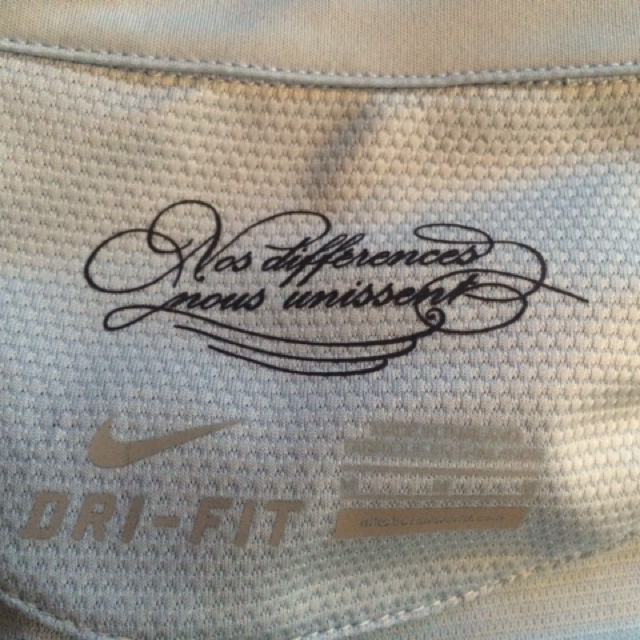 Nos différences
nous unissent
DRI-FIT